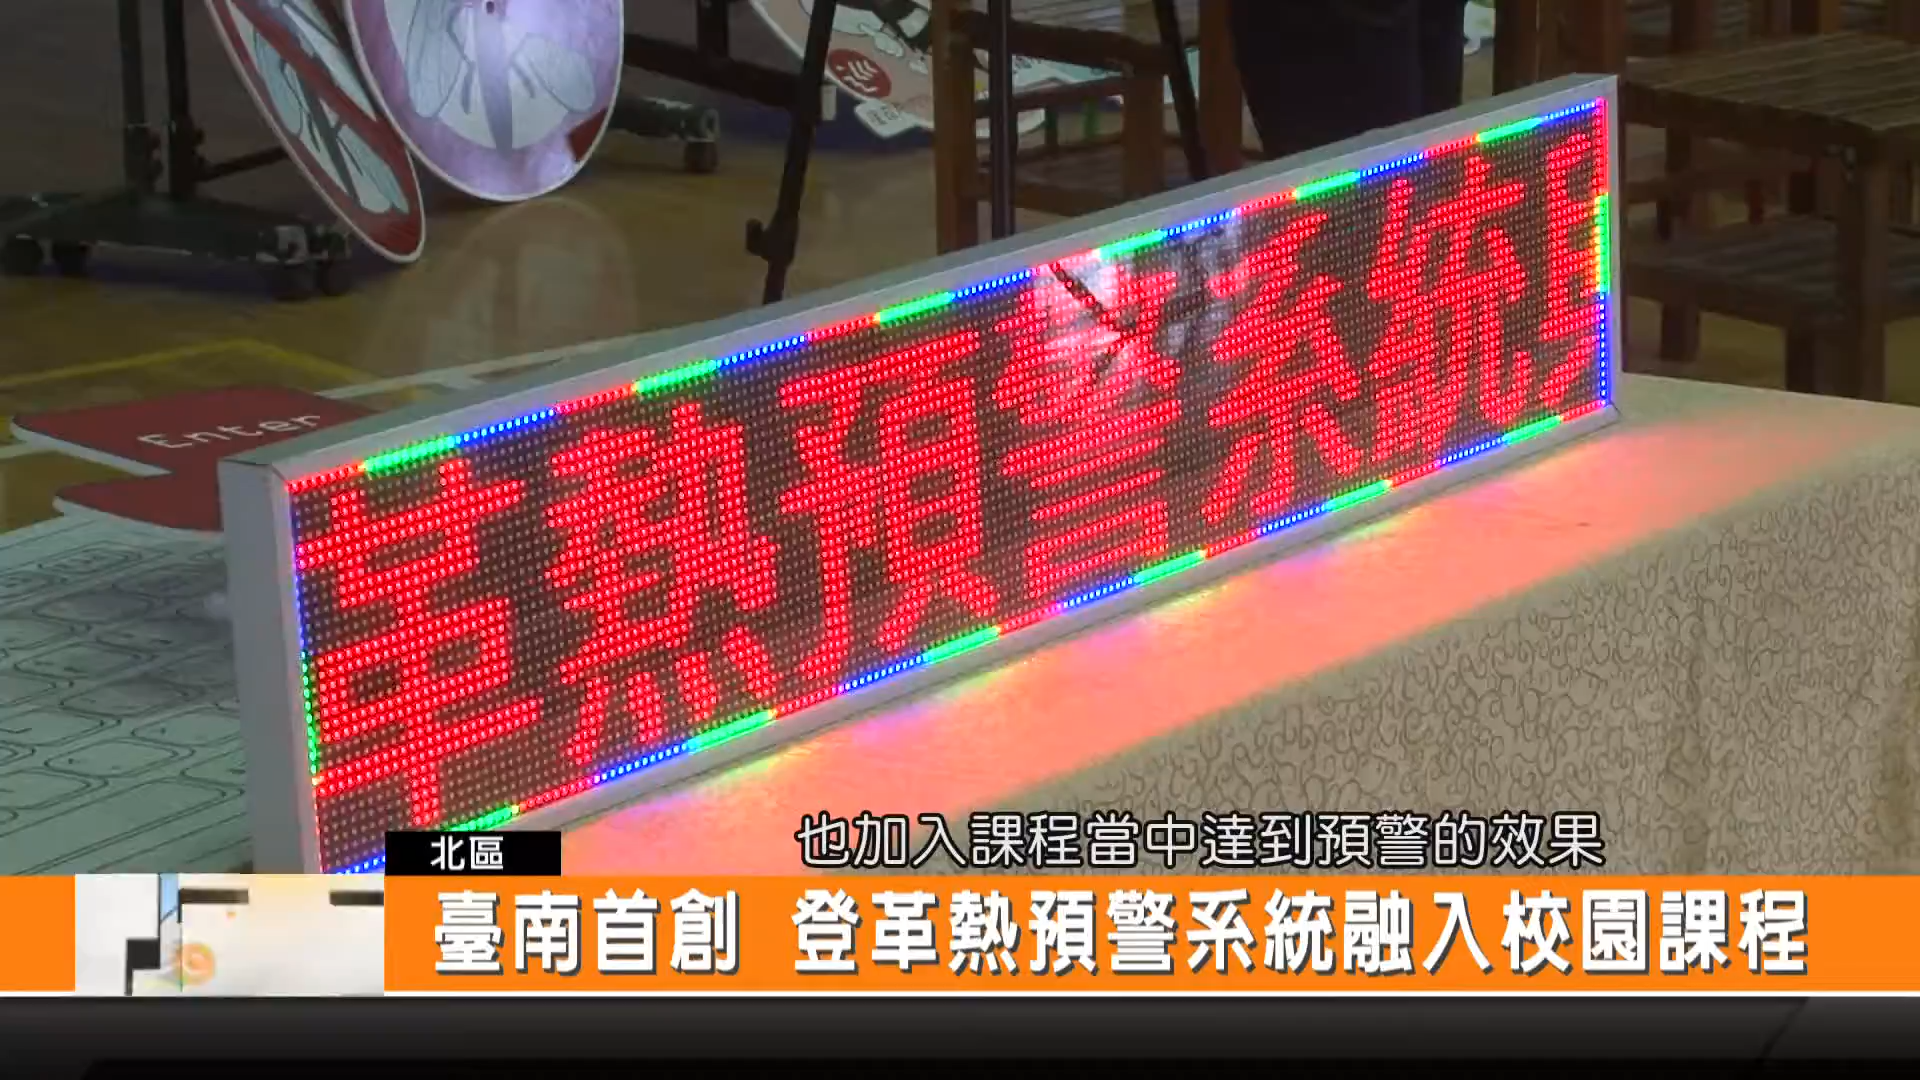 Enter
革熱預警系統
也加入課程當中達到預警的效果
北區
臺南首創 登革熱預警系統融入校園課程